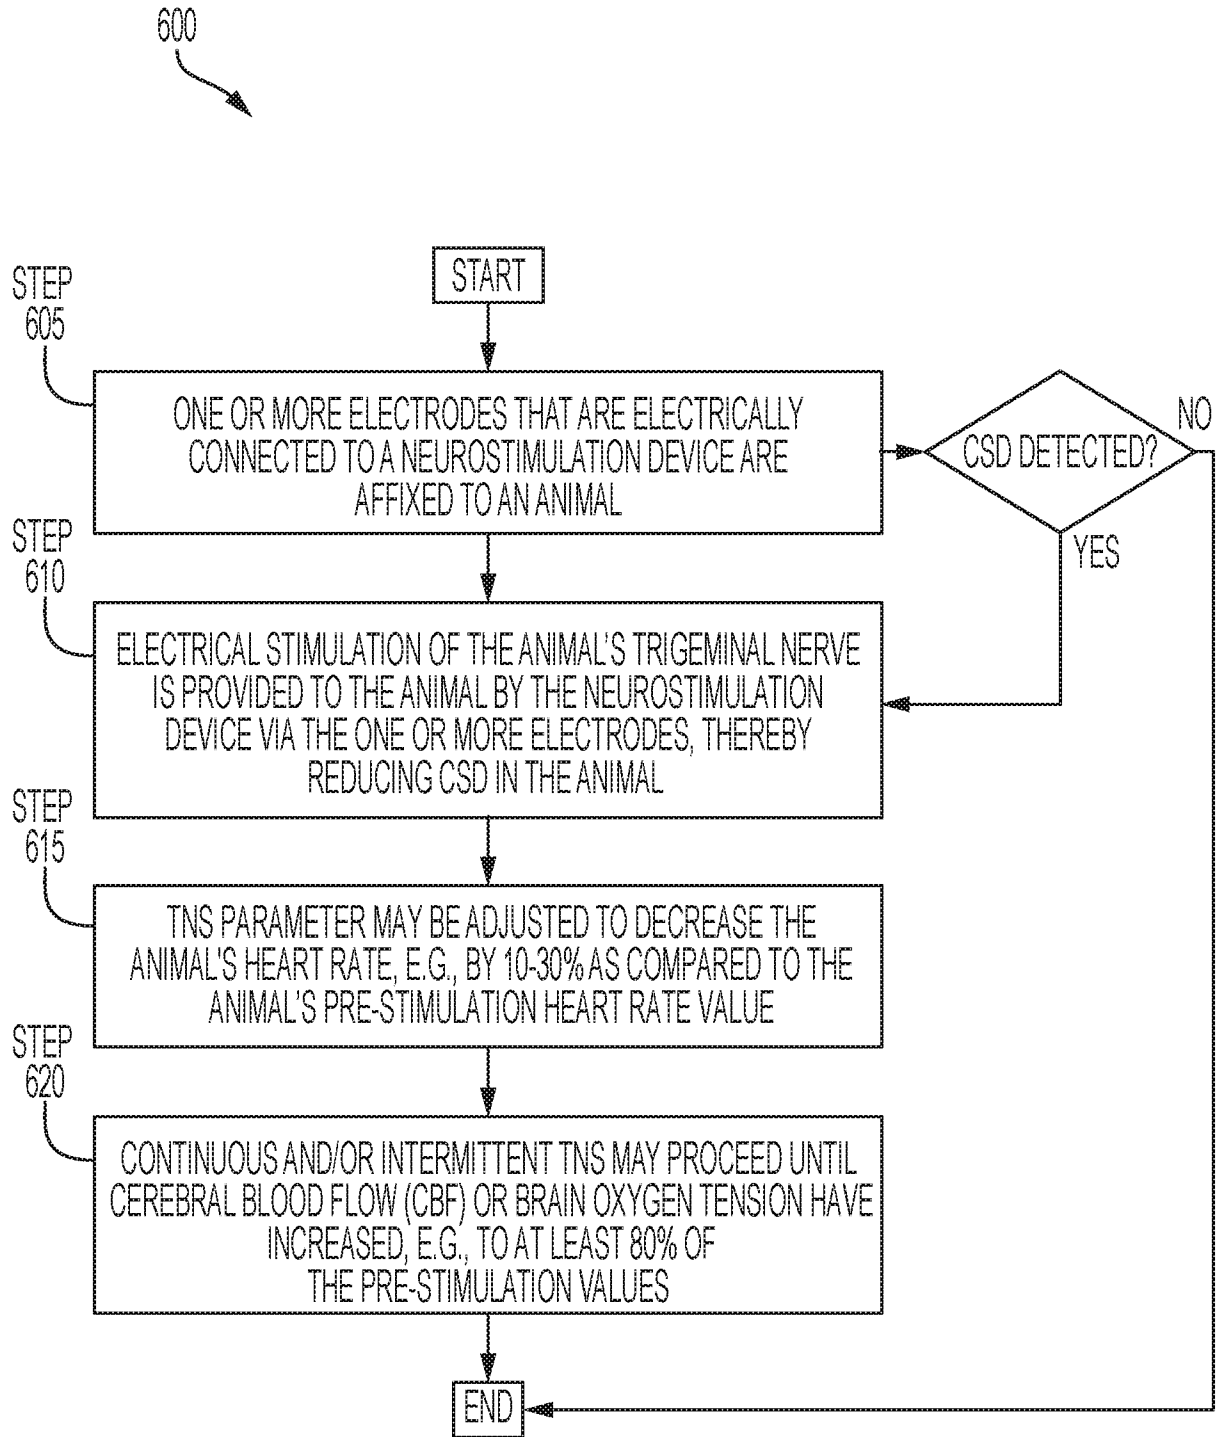 600
START
STEP
605
ONE OR MORE ELECTRODES THAT ARE ELECTRICALLY
CONNECTED TO A NEUROSTIMULATION DEVICE ARE
AFFIXED TO AN ANIMAL
CSD DETECTED?
NO
YES
STEP
610
ELECTRICAL STIMULATION OF THE ANIMAL'S TRIGEMINAL NERVE
IS PROVIDED TO THE ANIMAL BY THE NEUROSTIMULATION
DEVICE VIA THE ONE OR MORE ELECTRODES, THEREBY
REDUCING CSD IN THE ANIMAL
STEP
615
TNS PARAMETER MAY BE ADJUSTED TO DECREASE THE
ANIMAL'S HEART RATE, E.G., BY 10-30% AS COMPARED TO THE
ANIMAL'S PRE-STIMULATION HEART RATE VALUE
STEP
620
CONTINUOUS AND/OR INTERMITTENT TNS MAY PROCEED UNTIL
CEREBRAL BLOOD FLOW (CBF) OR BRAIN OXYGEN TENSION HAVE
INCREASED, E.G., TO AT LEAST 80% OF
THE PRE-STIMULATION VALUES
END